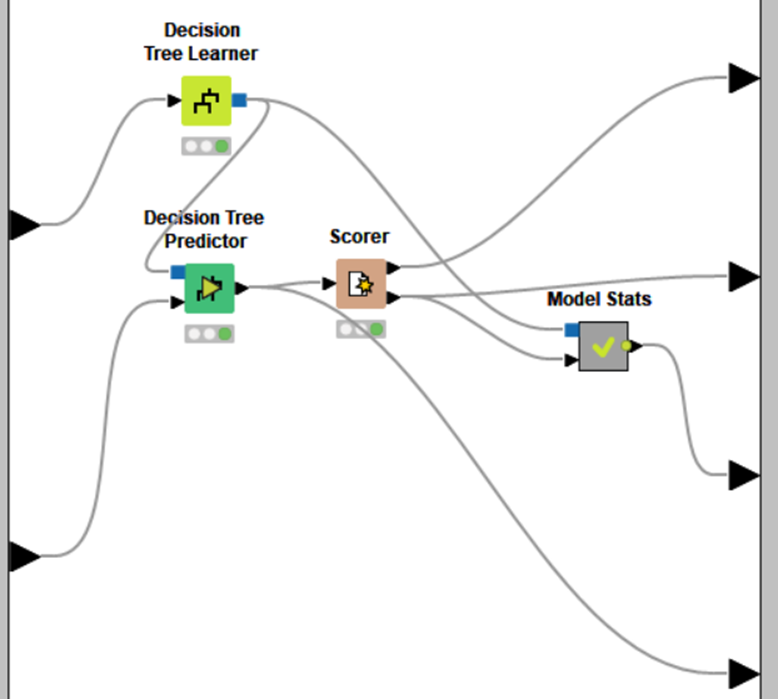 Decision
Tree Learner
Decision Tree
Predictor
Scorer
Model Stats